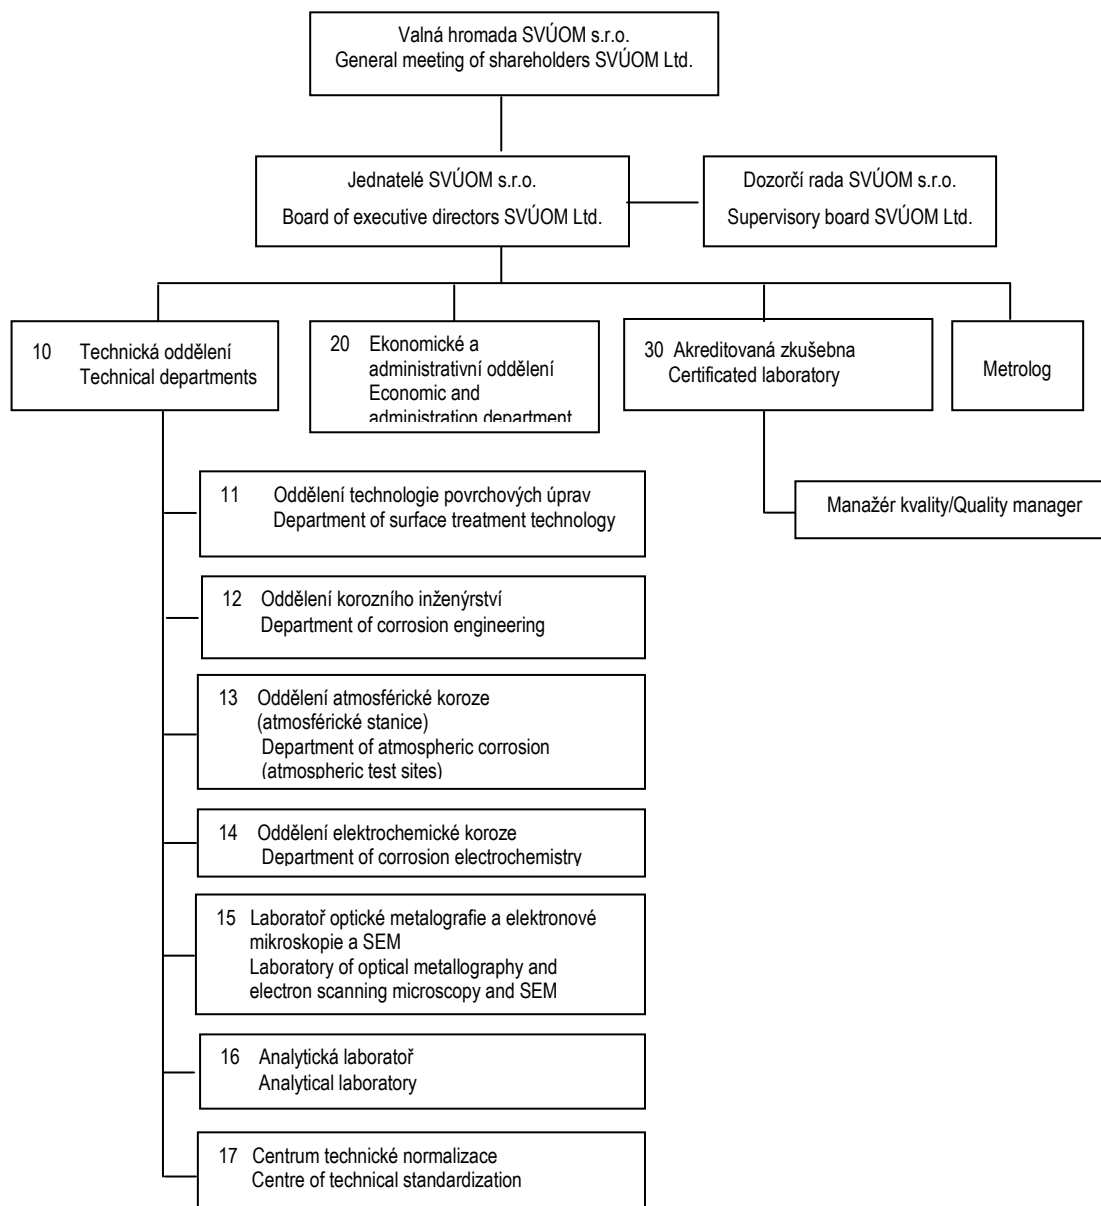 Valná hromada SVÚOM s.r.o.
General meeting of shareholders SVÚOM Ltd.
Jednatelé SVÚOM s.r.o.
Board of executive directors SVÚOM Ltd.
Dozorčí rada SVÚOM s.r.o.
Supervisory board SVÚOM Ltd.
10 Technická oddělení
Technical departments
20 Ekonomické a
administrativní oddělení
Economic and
administration department
30 Akreditovaná zkušebna
Certificated laboratory
Metrolog
11 Oddělení technologie povrchových úprav
Department of surface treatment technology
Manažér kvality/Quality manager
12 Oddělení korozního inženýrství
Department of corrosion engineering
13 Oddělení atmosférické koroze
(atmosférické stanice)
Department of atmospheric corrosion
(atmospheric test sites)
14 Oddělení elektrochemické koroze
Department of corrosion electrochemistry
15 Laboratoř optické metalografie a elektronové
mikroskopie a SEM
Laboratory of optical metallography and
electron scanning microscopy and SEM
16 Analytická laboratoř
Analytical laboratory
17 Centrum technické normalizace
Centre of technical standardization